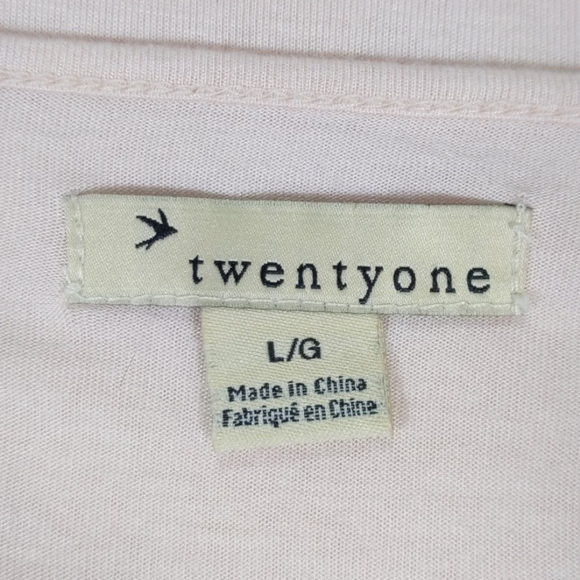 twentyone
L/G
Made in China
Fabriqué en Chine